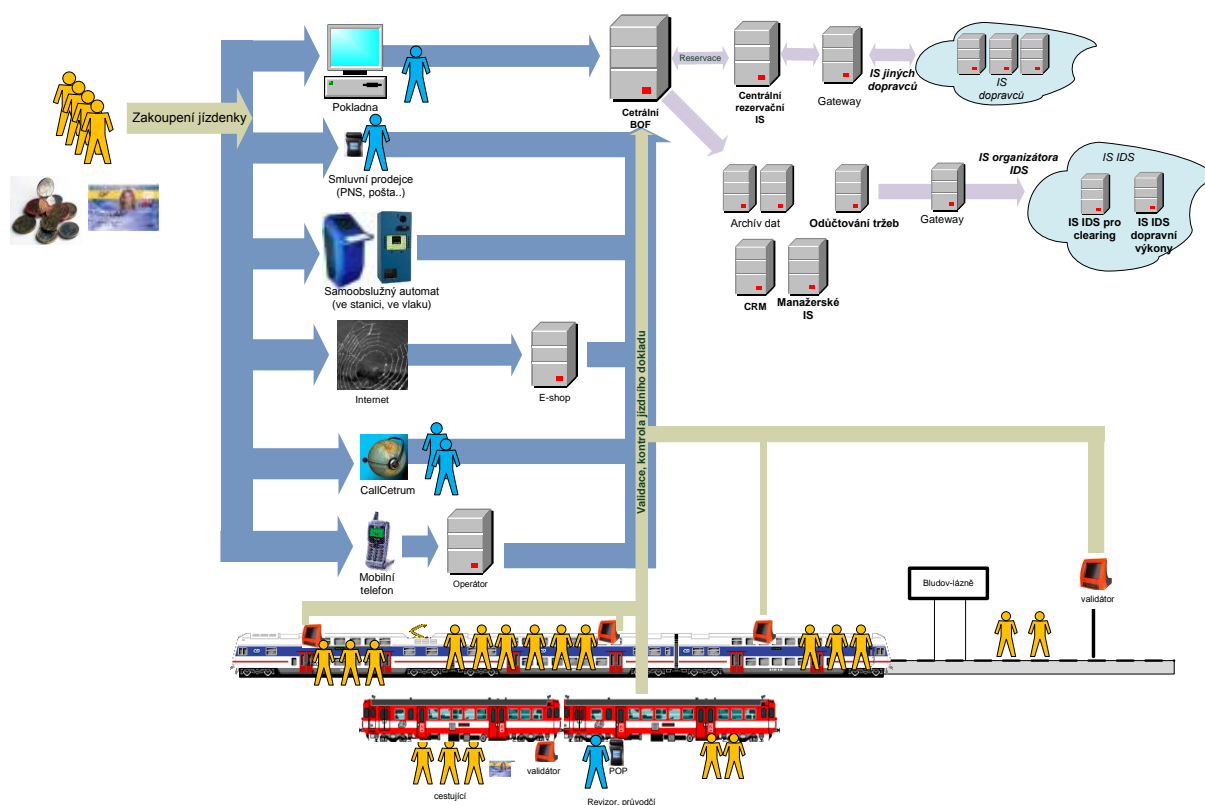 Zakoupení jízdenky
Pokladna
Smluvní prodejce
(PNS, pošta..)
Samoobslužný automat
(ve stanici, ve vlaku)
Internet
E-shop
CallCetrum
Mobilní
telefon
Operátor
Cetrální
BOF
Reservace
Centrální
rezervační
IS
Gateway
IS jiných
dopravců
IS
dopravců
Archív dat
Odůčtování tržeb
Gateway
IS organizátora
IDS
IS IDS
IS IDS pro
clearing
IS IDS
dopravní
výkony
CRM
Manažerské
IS
Validace, kontrola jízdního dokladu
Bludov-lázně
validátor
validátor
POP
cestující
Revizor, průvodčí